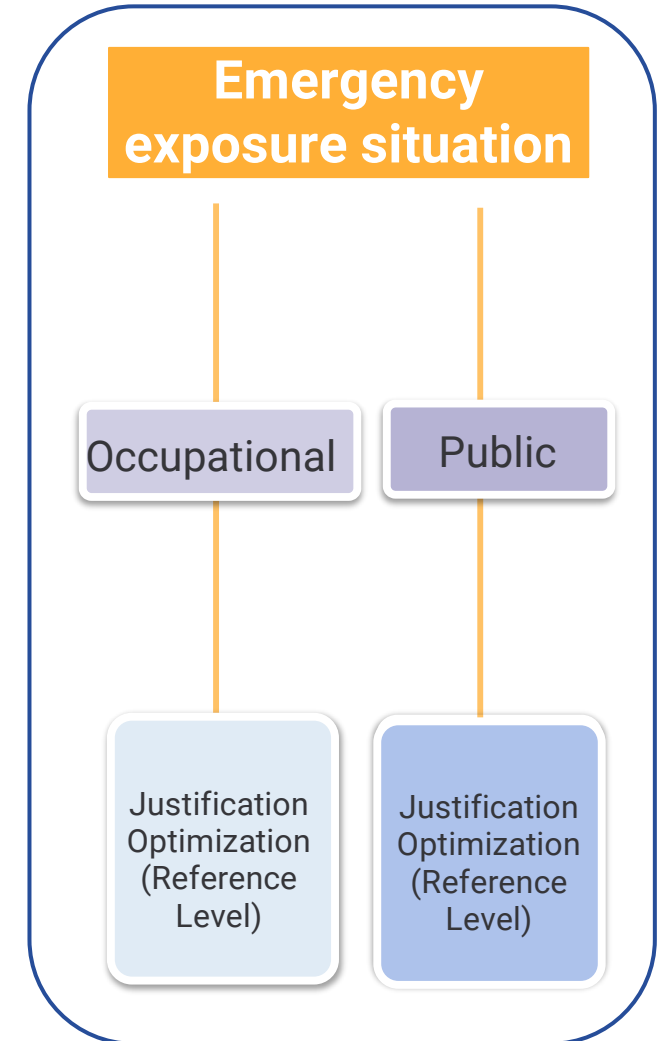 Emergency
exposure situation
Occupational
Public
Justification
Optimization
(Reference
Level)
Justification
Optimization
(Reference
Level)